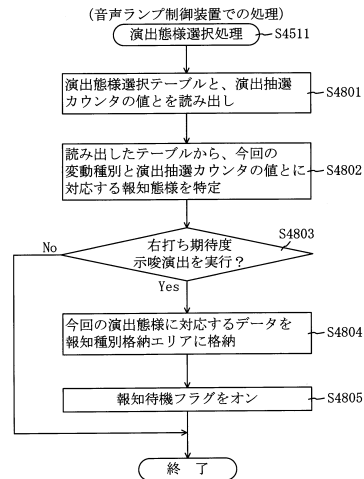 (音声ランプ制御装置での処理)
演出態様選択処理
S4511
演出態様選択テーブルと、演出抽選
カウンタの値とを読み出し
S4801
読み出したテーブルから、今回の
変動種別と演出抽選カウンタの値とに
対応する報知態様を特定
S4802
S4803
右打ち期待度
示唆演出を実行？
No
Yes
今回の演出態様に対応するデータを
報知種別格納エリアに格納
S4804
報知待機フラグをオン
S4805
終 了